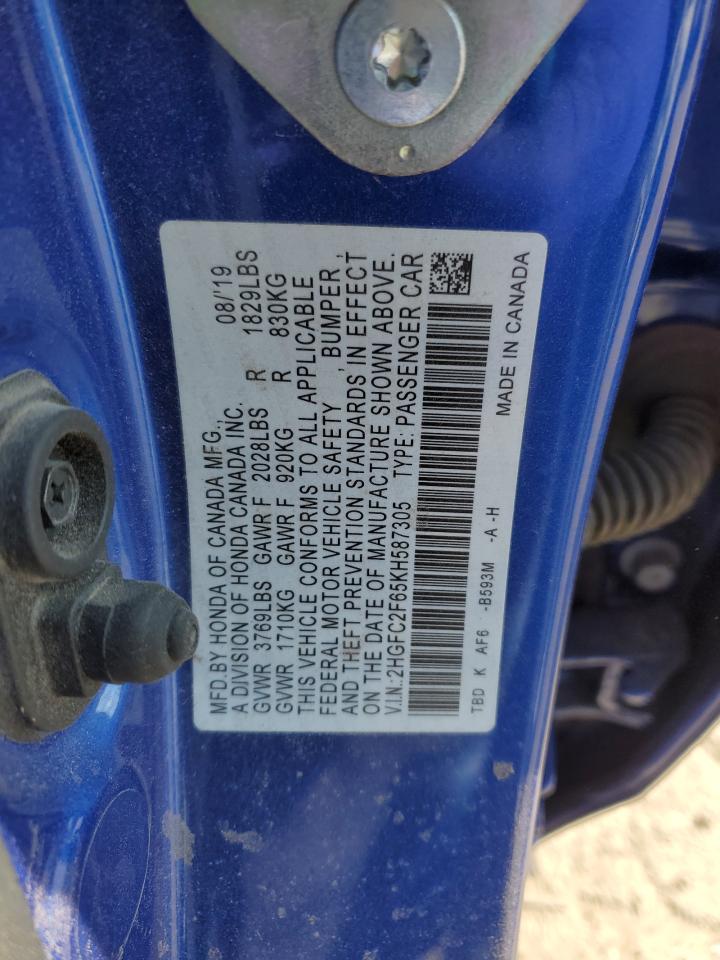 MFD.BY HONDA OF CANADA MFG., 08/'19
A DIVISION OF HONDA CANADA INC.
GVWR 3769LBS GAWR F 2028LBS R 1829LBS
GVWR 1710KG GAWR F 920KG R 830KG
THIS VEHICLE CONFORMS TO ALL APPLICABLE
FEDERAL MOTOR VEHICLE SAFETY , BUMPER ,
AND THEFT PREVENTION STANDARDS IN EFFECT
ON THE DATE OF MANUFACTURE SHOWN ABOVE.
V.I.N.:2HGFC2F65KH587305 TYPE: PASSENGER CAR
TBD K AF6 -B593M -A -H
MADE IN CANADA